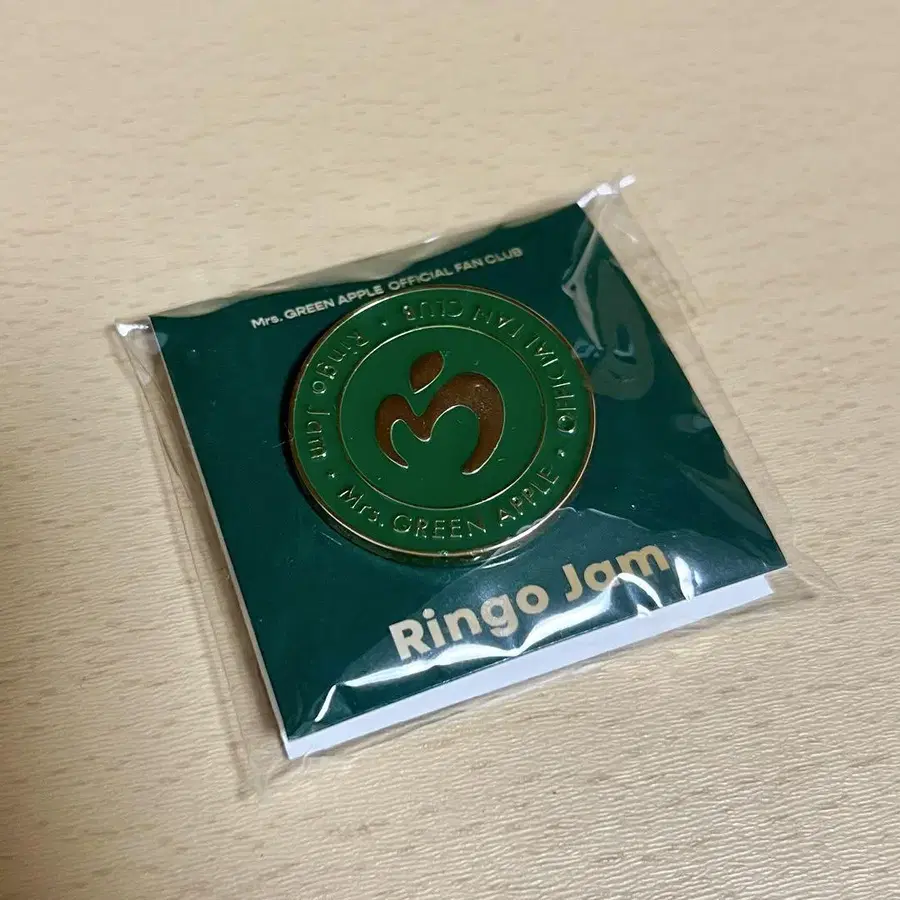 Mrs. GREEN APPLE OFFICIAL FAN CLUB
Mrs. GREEN APPLE • OFFICIAL FAN CLUB • Ringo Jam •
Ringo Jam